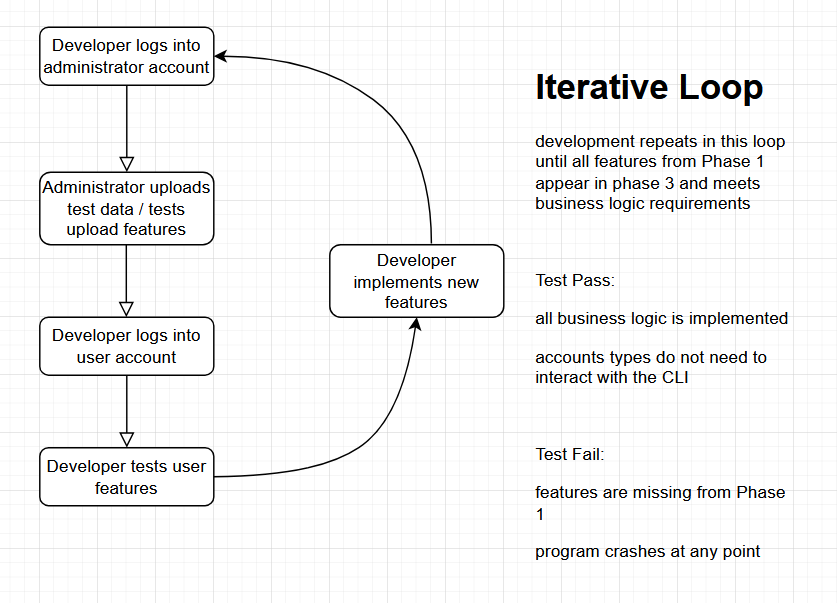 Developer logs into
administrator account
Administrator uploads
test data / tests
upload features
Developer logs into
user account
Developer tests user
features
Developer
implements new
features
Iterative Loop
development repeats in this loop
until all features from Phase 1
appear in phase 3 and meets
business logic requirements
Test Pass:
all business logic is implemented
accounts types do not need to
interact with the CLI
Test Fail:
features are missing from Phase
1
program crashes at any point